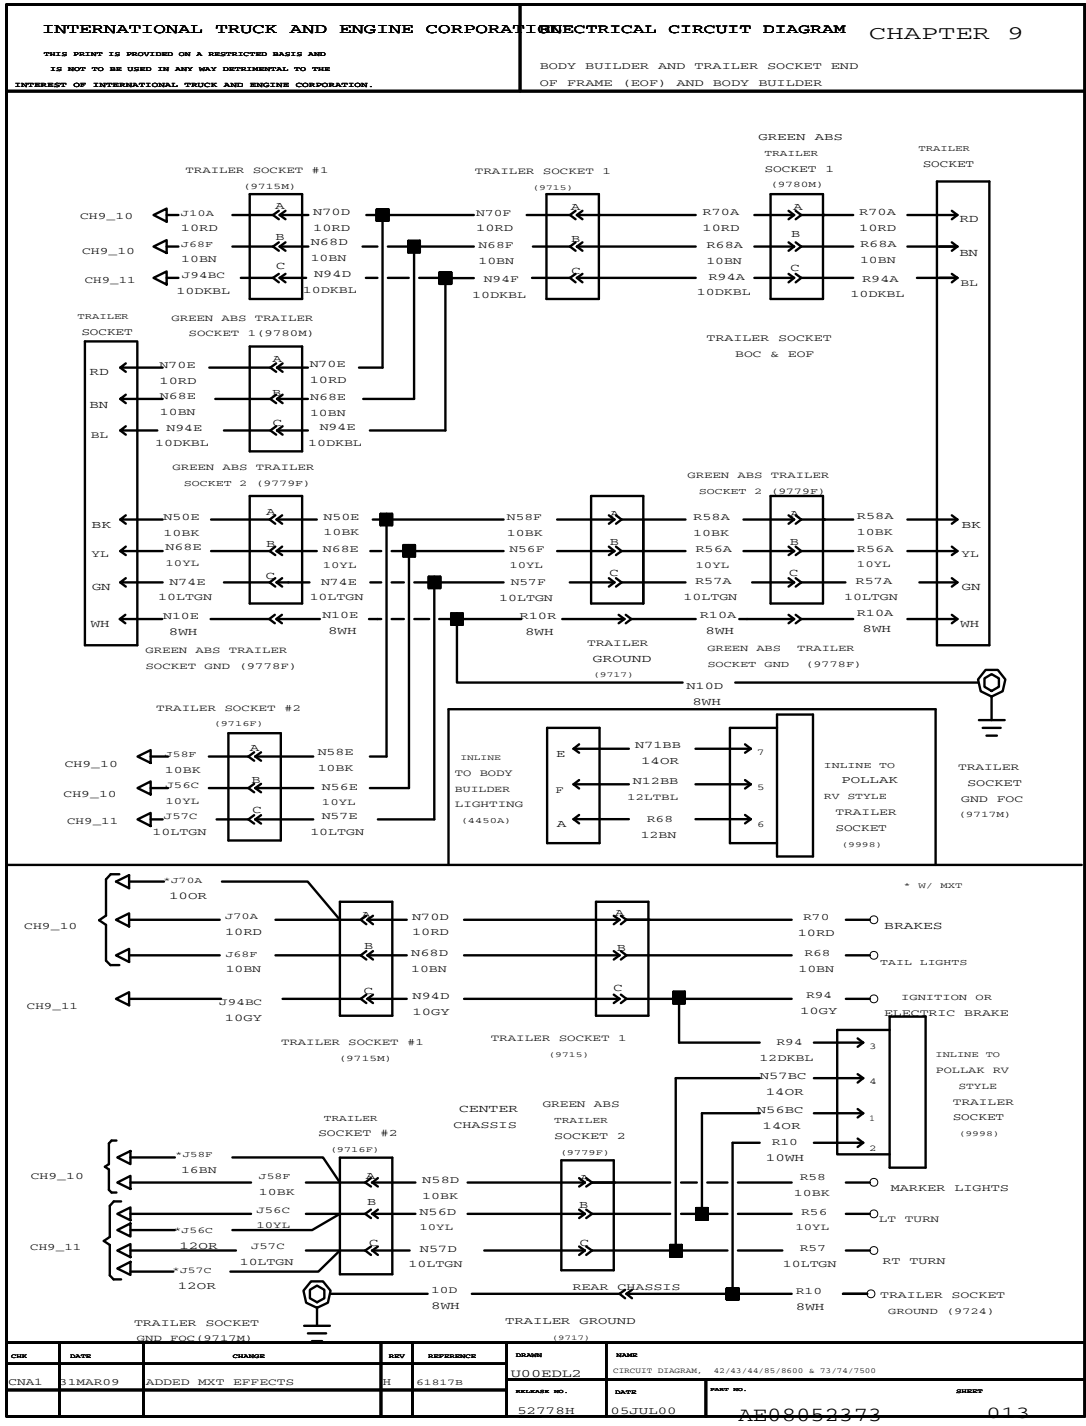 INTERNATIONAL TRUCK AND ENGINE CORPORATION
ELECTRICAL CIRCUIT DIAGRAM
CHAPTER 9
THIS PRINT IS PROVIDED ON A RESTRICTED BASIS AND
IS NOT TO BE USED IN ANY WAY DETRIMENTAL TO THE
INTEREST OF INTERNATIONAL TRUCK AND ENGINE CORPORATION.
BODY BUILDER AND TRAILER SOCKET END
OF FRAME (EOF) AND BODY BUILDER
TRAILER SOCKET #1
(9715M)
TRAILER SOCKET 1
(9715)
GREEN ABS
TRAILER
SOCKET 1
(9780M)
TRAILER
SOCKET
CH9_10 J10A A N70D N70F A R70A A R70A RD
10RD 10RD 10RD 10RD 10RD
CH9_10 J68F B N68D N68F B R68A B R68A BN
10BN 10BN 10BN 10BN 10BN
CH9_11 J94BC C N94D N94F C R94A C R94A BL
10DKBL 10DKBL 10DKBL 10DKBL 10DKBL
TRAILER
SOCKET
GREEN ABS TRAILER
SOCKET 1(9780M)
TRAILER SOCKET
BOC & EOF
RD N70E A N70E
10RD 10RD
BN N68E B N68E
10BN 10BN
BL N94E C N94E
10DKBL 10DKBL
GREEN ABS TRAILER
SOCKET 2 (9779F)
GREEN ABS TRAILER
SOCKET 2 (9779F)
BK N50E A N50E N58F A R58A A R58A BK
10BK 10BK 10BK 10BK 10BK
YL N68E B N68E N56F B R56A B R56A YL
10YL 10YL 10YL 10YL 10YL
GN N74E C N74E N57F C R57A C R57A GN
10LTGN 10LTGN 10LTGN 10LTGN 10LTGN
WH N10E N10E R10R R10A R10A WH
8WH 8WH 8WH 8WH 8WH
GREEN ABS TRAILER
SOCKET GND (9778F)
TRAILER
GROUND
(9717)
GREEN ABS TRAILER
SOCKET GND (9778F)
N10D
8WH
TRAILER SOCKET #2
(9716F)
CH9_10 J58F A N58E
10BK 10BK
CH9_10 J56C B N56E
10YL 10YL
CH9_11 J57C C N57E
10LTGN 10LTGN
INLINE
TO BODY
BUILDER
LIGHTING
(4450A)
E N71BB 7
14OR
F N12BB 5
12LTBL
A R68 6
12BN
INLINE TO
POLLAK
RV STYLE
TRAILER
SOCKET
(9998)
TRAILER
SOCKET
GND FOC
(9717M)
* W/ MXT
*J70A
10OR
CH9_10 J70A A N70D A R70 BRAKES
10RD 10RD 10RD
J68F B N68D B R68 TAIL LIGHTS
10BN 10BN 10BN
CH9_11 J94BC C N94D C R94 IGNITION OR
10GY 10GY 10GY ELECTRIC BRAKE
TRAILER SOCKET #1
(9715M)
TRAILER SOCKET 1
(9715)
R94 3
12DKBL
N57BC 4
14OR
N56BC 1
14OR
R10 2
10WH
INLINE TO
POLLAK RV
STYLE
TRAILER
SOCKET
(9998)
TRAILER
SOCKET #2
(9716F)
CENTER
CHASSIS
GREEN ABS
TRAILER
SOCKET 2
(9779F)
CH9_10 *J58F
16BN
J58F A N58D A R58 MARKER LIGHTS
10BK 10BK 10BK
J56C B N56D B R56 LT TURN
10YL 10YL 10YL
CH9_11 *J56C
12OR
J57C C N57D C R57 RT TURN
10LTGN 10LTGN 10LTGN
*J57C
12OR
10D REAR CHASSIS R10 TRAILER SOCKET
8WH 8WH GROUND (9724)
TRAILER SOCKET
GND FOC(9717M)
TRAILER GROUND
(9717)
CHK DATE CHANGE REV REFERENCE DRAWN NAME
CNA1 31MAR09 ADDED MXT EFFECTS H 61817B U00EDL2 CIRCUIT DIAGRAM, 42/43/44/85/8600 & 73/74/7500
RELEASE NO. DATE PART NO. SHEET
52778H 05JUL00 AE08052373 013